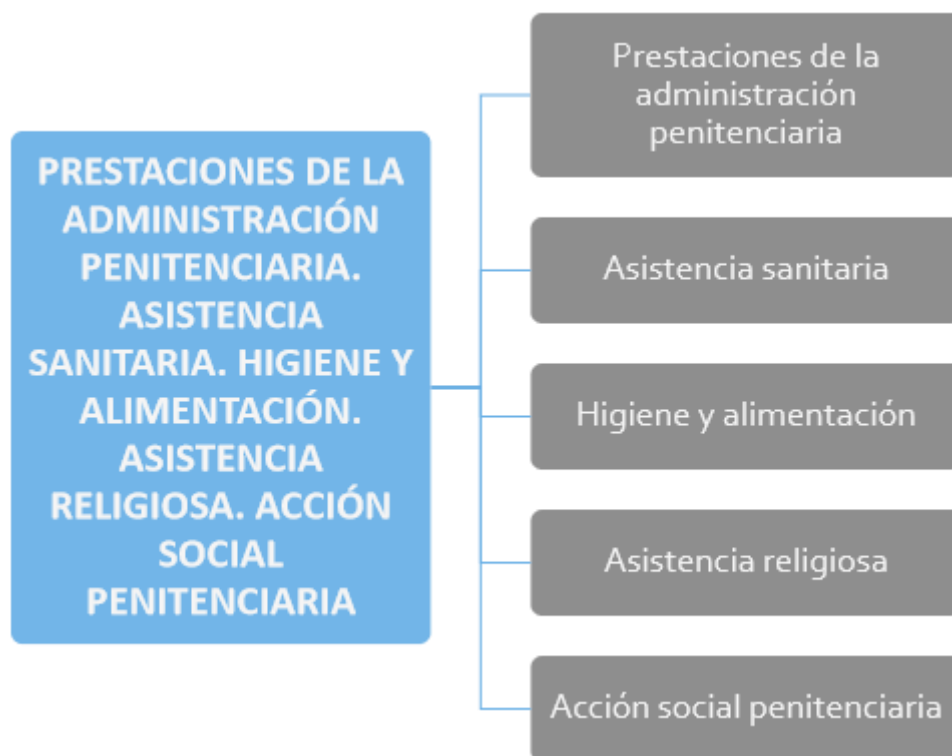 PRESTACIONES DE LA
ADMINISTRACIÓN
PENITENCIARIA.
ASISTENCIA
SANITARIA. HIGIENE Y
ALIMENTACIÓN.
ASISTENCIA
RELIGIOSA. ACCIÓN
SOCIAL
PENITENCIARIA
Prestaciones de la
administración
penitenciaria
Asistencia sanitaria
Higiene y alimentación
Asistencia religiosa
Acción social penitenciaria